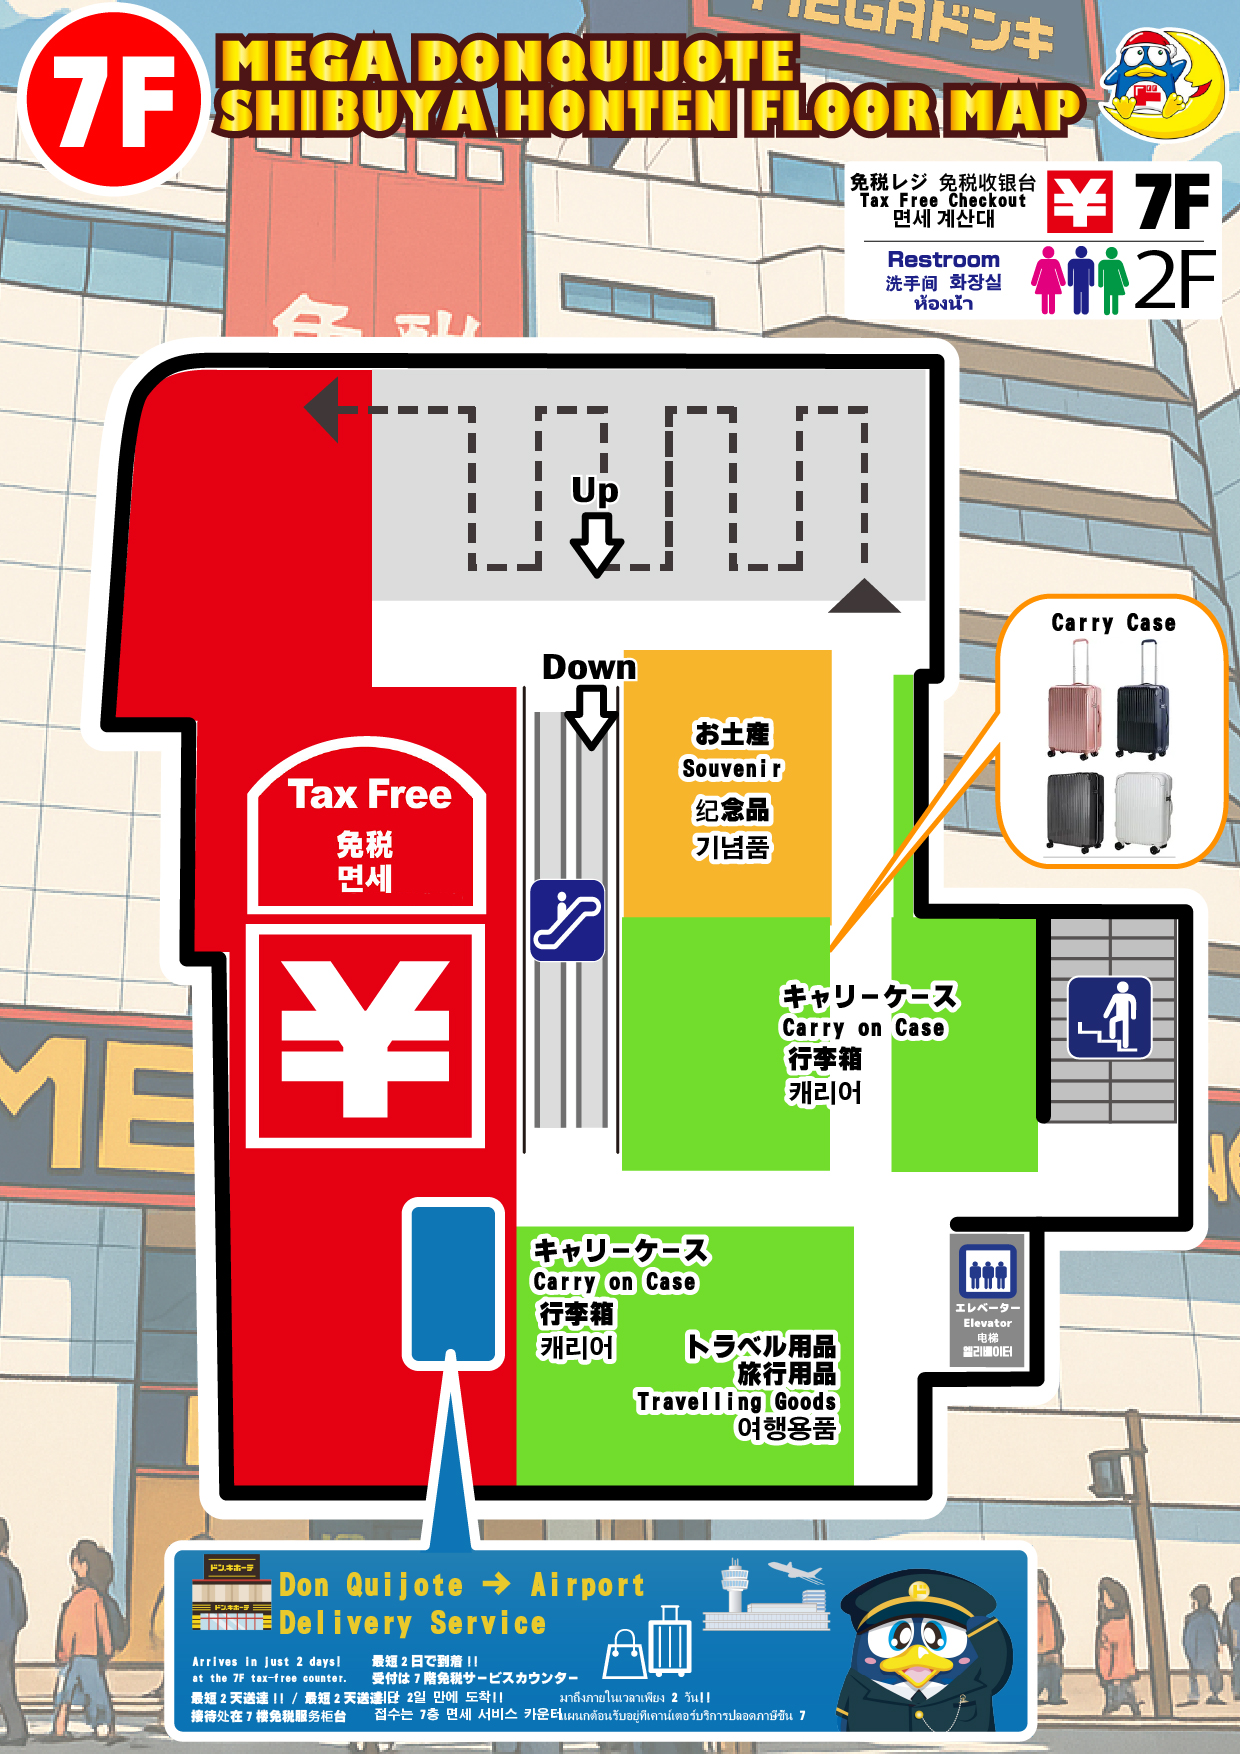 7F
MEGA DONQUIJOTE
SHIBUYA HONTEN FLOOR MAP
MEGAドンキ
免税レジ 免税收银台
Tax Free Checkout
면세 계산대
¥ 7F
Restroom
洗手间 화장실
ห้องน้ำ
2F
免税
Up
Down
Carry Case
お土産
Souvenir
纪念品
기념품
Tax Free
免税
면세
¥
キャリーケース
Carry on Case
行李箱
캐리어
ME
キャリーケース
Carry on Case
行李箱
캐리어
トラベル用品
旅行用品
Travelling Goods
여행용품
エレベーター
Elevator
电梯
엘리베이터
ドン.キホーテ
ドン.キホーテ
Don Quijote → Airport
Delivery Service
Arrives in just 2 days!
at the 7F tax-free counter.
最短2日で到着!!
受付は7階免税サービスカウンター
最短2天送達!! / 最短2天送達!!
接待处在7楼免税服务柜台
단 2일 만에 도착!!
접수는 7층 면세 서비스 카운터
มาถึงภายในเวลาเพียง 2 วัน!!
แผนกต้อนรับอยู่ที่เคาน์เตอร์บริการปลอดภาษีชั้น 7